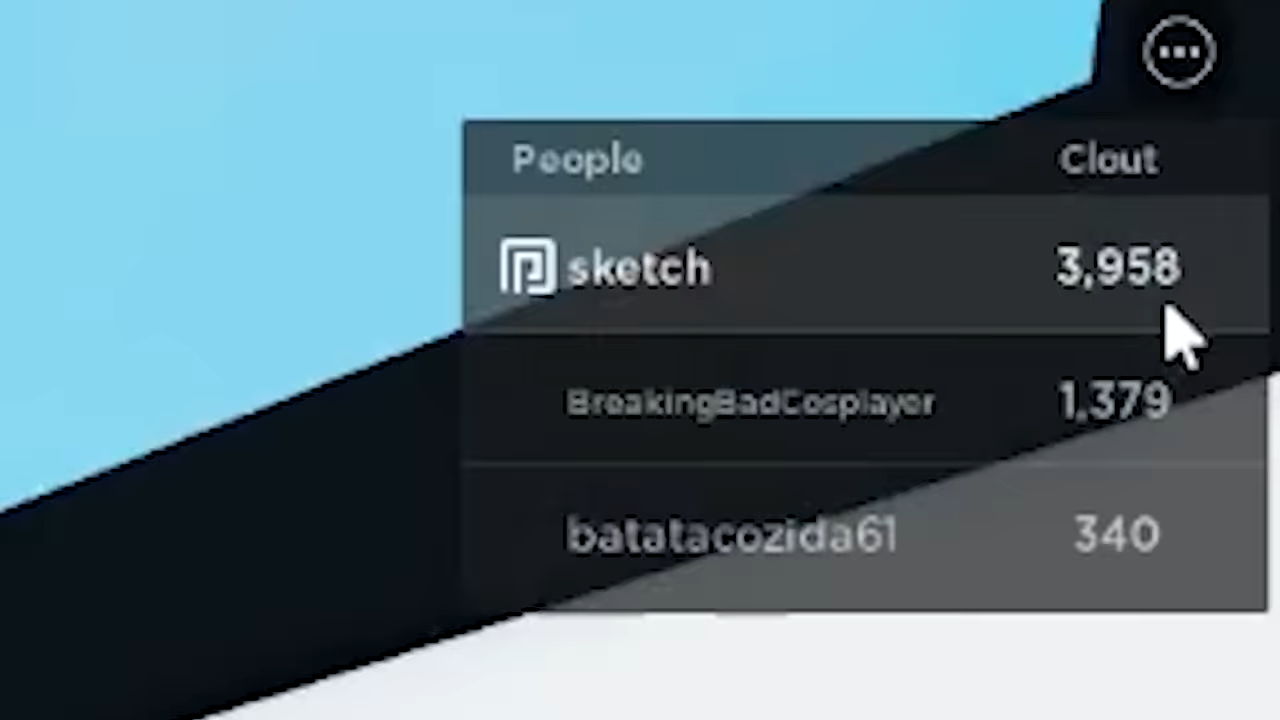 People Clout
sketch 3,958
BreakingBadCosplayer 1,379
batatacozida61 340